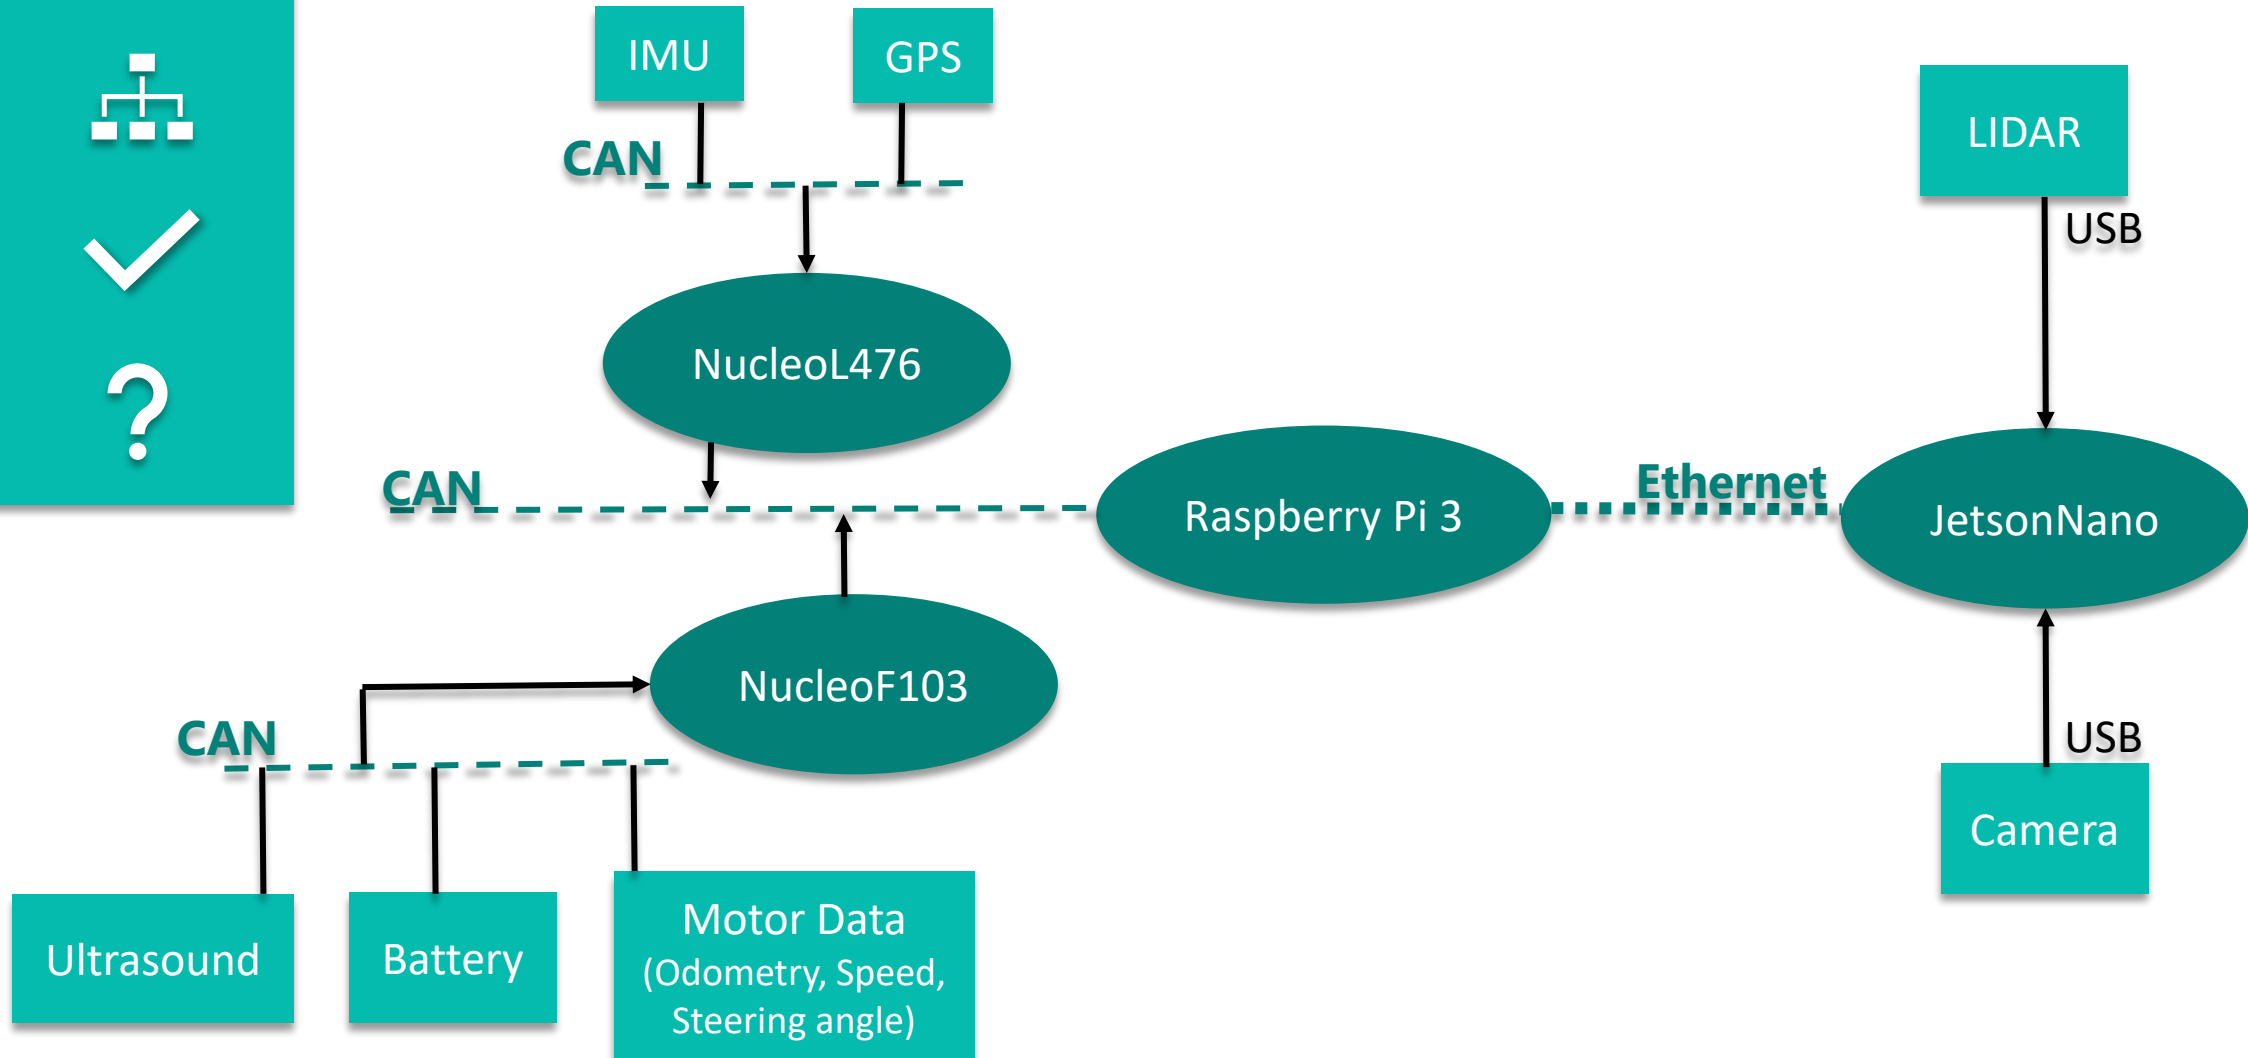 IMU
GPS
LIDAR
CAN
USB
NucleoL476
CAN
Raspberry Pi 3
Ethernet
JetsonNano
NucleoF103
CAN
USB
Camera
Ultrasound
Battery
Motor Data
(Odometry, Speed,
Steering angle)